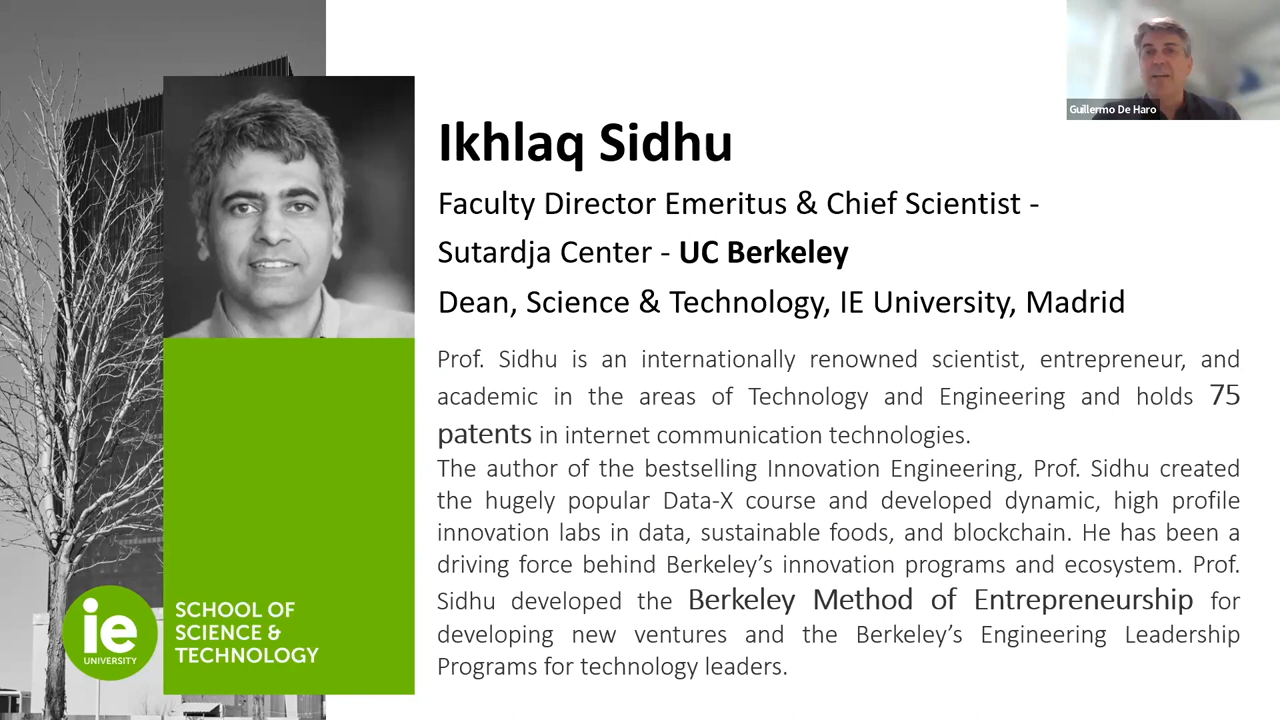 Guillermo De Haro
Ikhlaq Sidhu
Faculty Director Emeritus & Chief Scientist -
Sutardja Center - UC Berkeley
Dean, Science & Technology, IE University, Madrid
Prof. Sidhu is an internationally renowned scientist, entrepreneur, and
academic in the areas of Technology and Engineering and holds 75
patents in internet communication technologies.
The author of the bestselling Innovation Engineering, Prof. Sidhu created
the hugely popular Data-X course and developed dynamic, high profile
innovation labs in data, sustainable foods, and blockchain. He has been a
driving force behind Berkeley’s innovation programs and ecosystem. Prof.
Sidhu developed the Berkeley Method of Entrepreneurship for
developing new ventures and the Berkeley’s Engineering Leadership
Programs for technology leaders.
ie
UNIVERSITY
SCHOOL OF
SCIENCE &
TECHNOLOGY